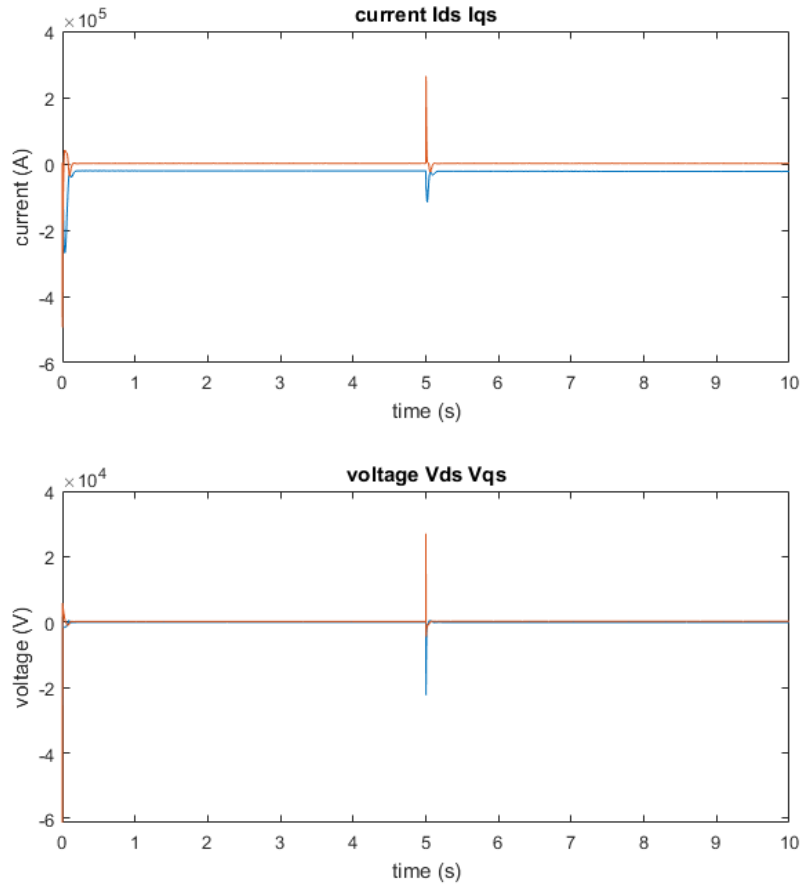 current Ids Iqs
×10^5
4
2
0
-2
-4
-6
current (A)
0 1 2 3 4 5 6 7 8 9 10
time (s)
voltage Vds Vqs
×10^4
4
2
0
-2
-4
-6
voltage (V)
0 1 2 3 4 5 6 7 8 9 10
time (s)